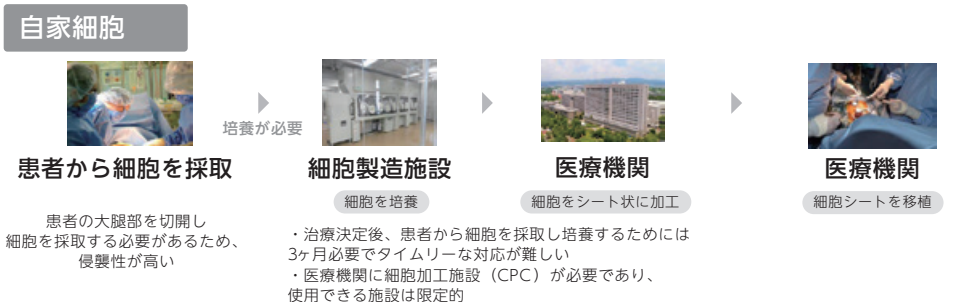 自家細胞
培養が必要
患者から細胞を採取
細胞製造施設
医療機関
医療機関
細胞を培養
細胞をシート状に加工
細胞シートを移植
患者の大腿部を切開し
細胞を採取する必要があるため、
侵襲性が高い
・治療決定後、患者から細胞を採取し培養するためには
3ヶ月必要でタイムリーな対応が難しい
・医療機関に細胞加工施設（CPC）が必要であり、
使用できる施設は限定的